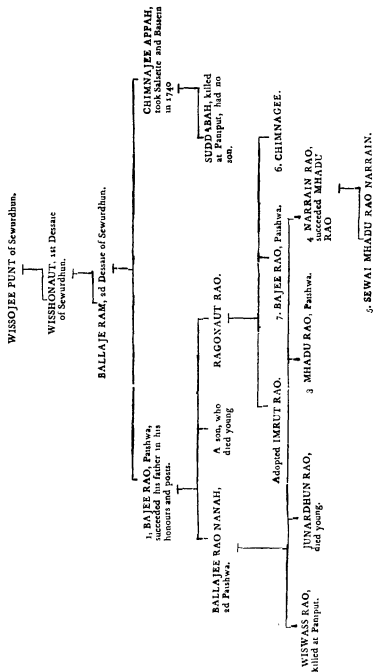 WISSOJEE PUNT of Sewurdhun.
WISSHONAUT, 1st Dessaie
of Sewurdhun.
BALLAJE RAM, 2d Dessaie of Sewurdhun.
1. BAJEE RAO, Paishwa,
succeeded his father in his
honours and posts.
CHIMNAJEE APPAH,
took Salsette and Bassein
in 1740
SUDDABAH, killed
at Paniput, had no
son.
BALLAJEE RAO NANAH,
2d Paishwa.
A son, who
died young
RAGONAUT RAO.
Adopted IMRUT RAO.
7. BAJEE RAO, Paishwa.
6. CHIMNAGEE.
WISWASS RAO,
killed at Paniput.
JUNARDHUN RAO,
died young.
3 MHADU RAO, Paishwa.
4 NARRAIN RAO.
succeeded MHADU
RAO
5. SEWAI MHADU RAO NARRAIN.